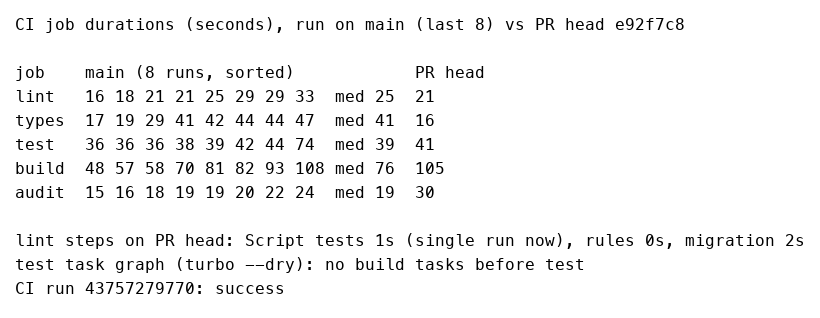 CI job durations (seconds), run on main (last 8) vs PR head e92f7c8

job    main (8 runs, sorted)               PR head
lint   16 18 21 21 25 29 29 33  med 25  21
types  17 19 29 41 42 44 44 47  med 41  16
test   36 36 36 38 39 42 44 74  med 39  41
build  48 57 58 70 81 82 93 108 med 76  105
audit  15 16 18 19 19 20 22 24  med 19  30

lint steps on PR head: Script tests 1s (single run now), rules 0s, migration 2s
test task graph (turbo --dry): no build tasks before test
CI run 43757279770: success